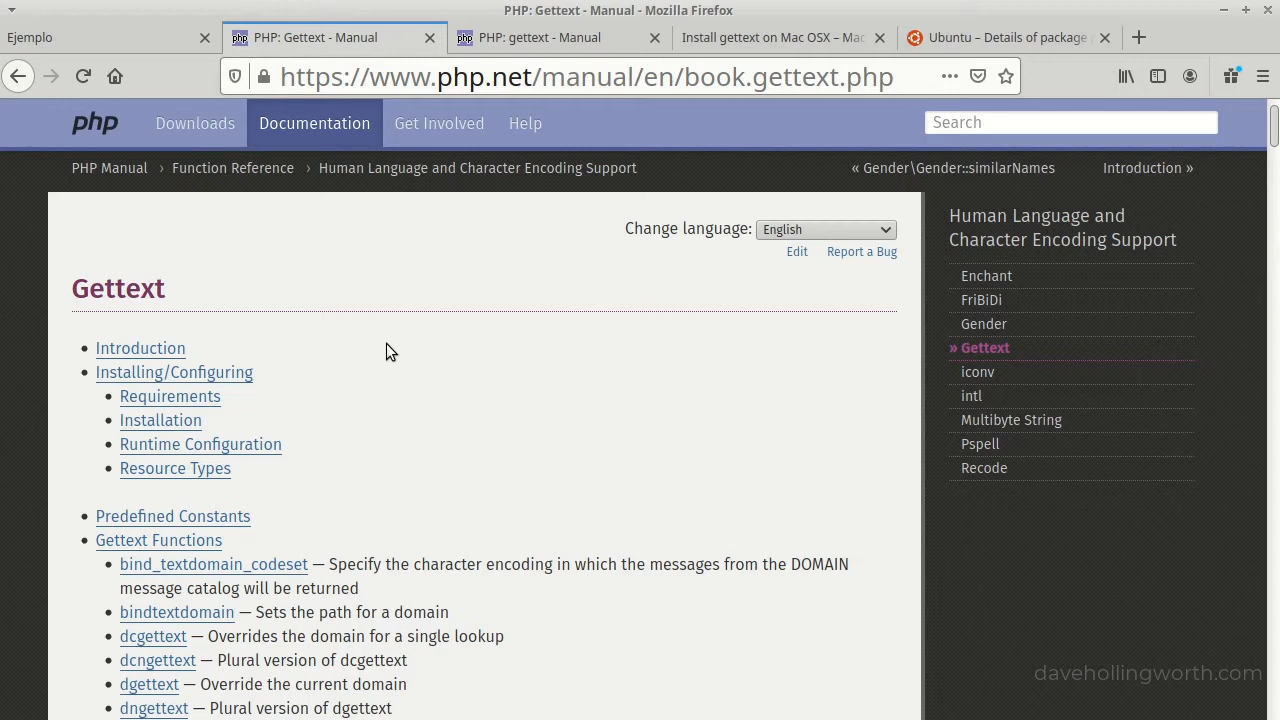 PHP: Gettext - Manual - Mozilla Firefox
Ejemplo
php PHP: Gettext - Manual
php PHP: gettext - Manual
Install gettext on Mac OSX – Mac
Ubuntu – Details of package
https://www.php.net/manual/en/book.gettext.php
php Downloads Documentation Get Involved Help Search
PHP Manual › Function Reference › Human Language and Character Encoding Support
« Gender\Gender::similarNames Introduction »
Change language: English
Edit Report a Bug
Gettext
• Introduction
• Installing/Configuring
• Requirements
• Installation
• Runtime Configuration
• Resource Types
• Predefined Constants
• Gettext Functions
• bind_textdomain_codeset — Specify the character encoding in which the messages from the DOMAIN
message catalog will be returned
• bindtextdomain — Sets the path for a domain
• dcgettext — Overrides the domain for a single lookup
• dcngettext — Plural version of dcgettext
• dgettext — Override the current domain
• dngettext — Plural version of dgettext
Human Language and
Character Encoding Support
Enchant
FriBiDi
Gender
» Gettext
iconv
intl
Multibyte String
Pspell
Recode
davehollingworth.com